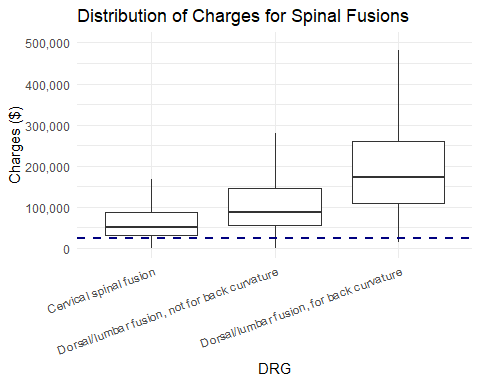 Distribution of Charges for Spinal Fusions
Charges ($)
500,000
400,000
300,000
200,000
100,000
0
Cervical spinal fusion
Dorsal/lumbar fusion, not for back curvature
Dorsal/lumbar fusion, for back curvature
DRG